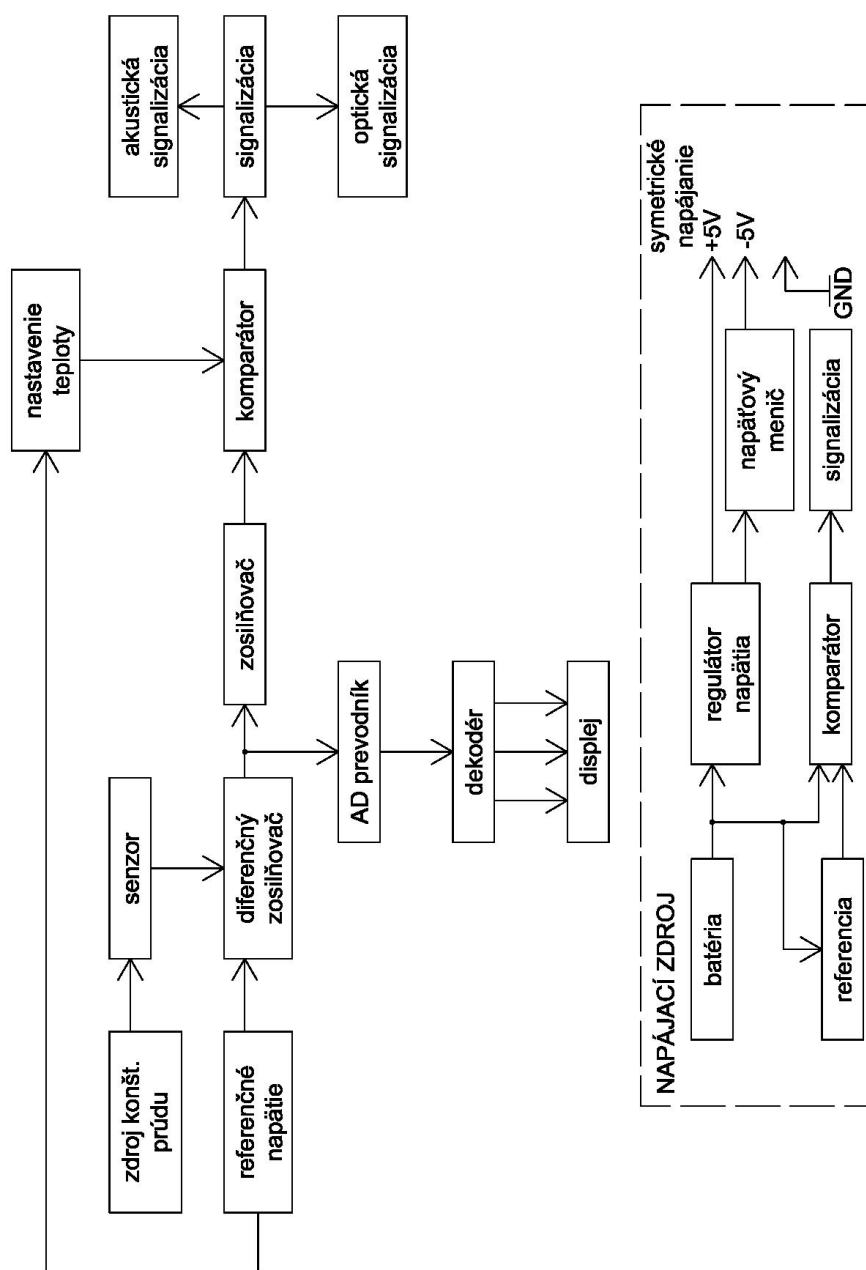 nastavenie
teploty
akustická
signalizácia
zdroj konšt.
prúdu
senzor
referenčné
napätie
diferenčný
zosilňovač
zosilňovač
komparátor
signalizácia
AD prevodník
optická
signalizácia
dekodér
displej
NAPÁJACÍ ZDROJ
symetrické
napájanie
batéria
regulátor
napätia
+5V
napäťový
menič
-5V
referencia
komparátor
signalizácia
GND